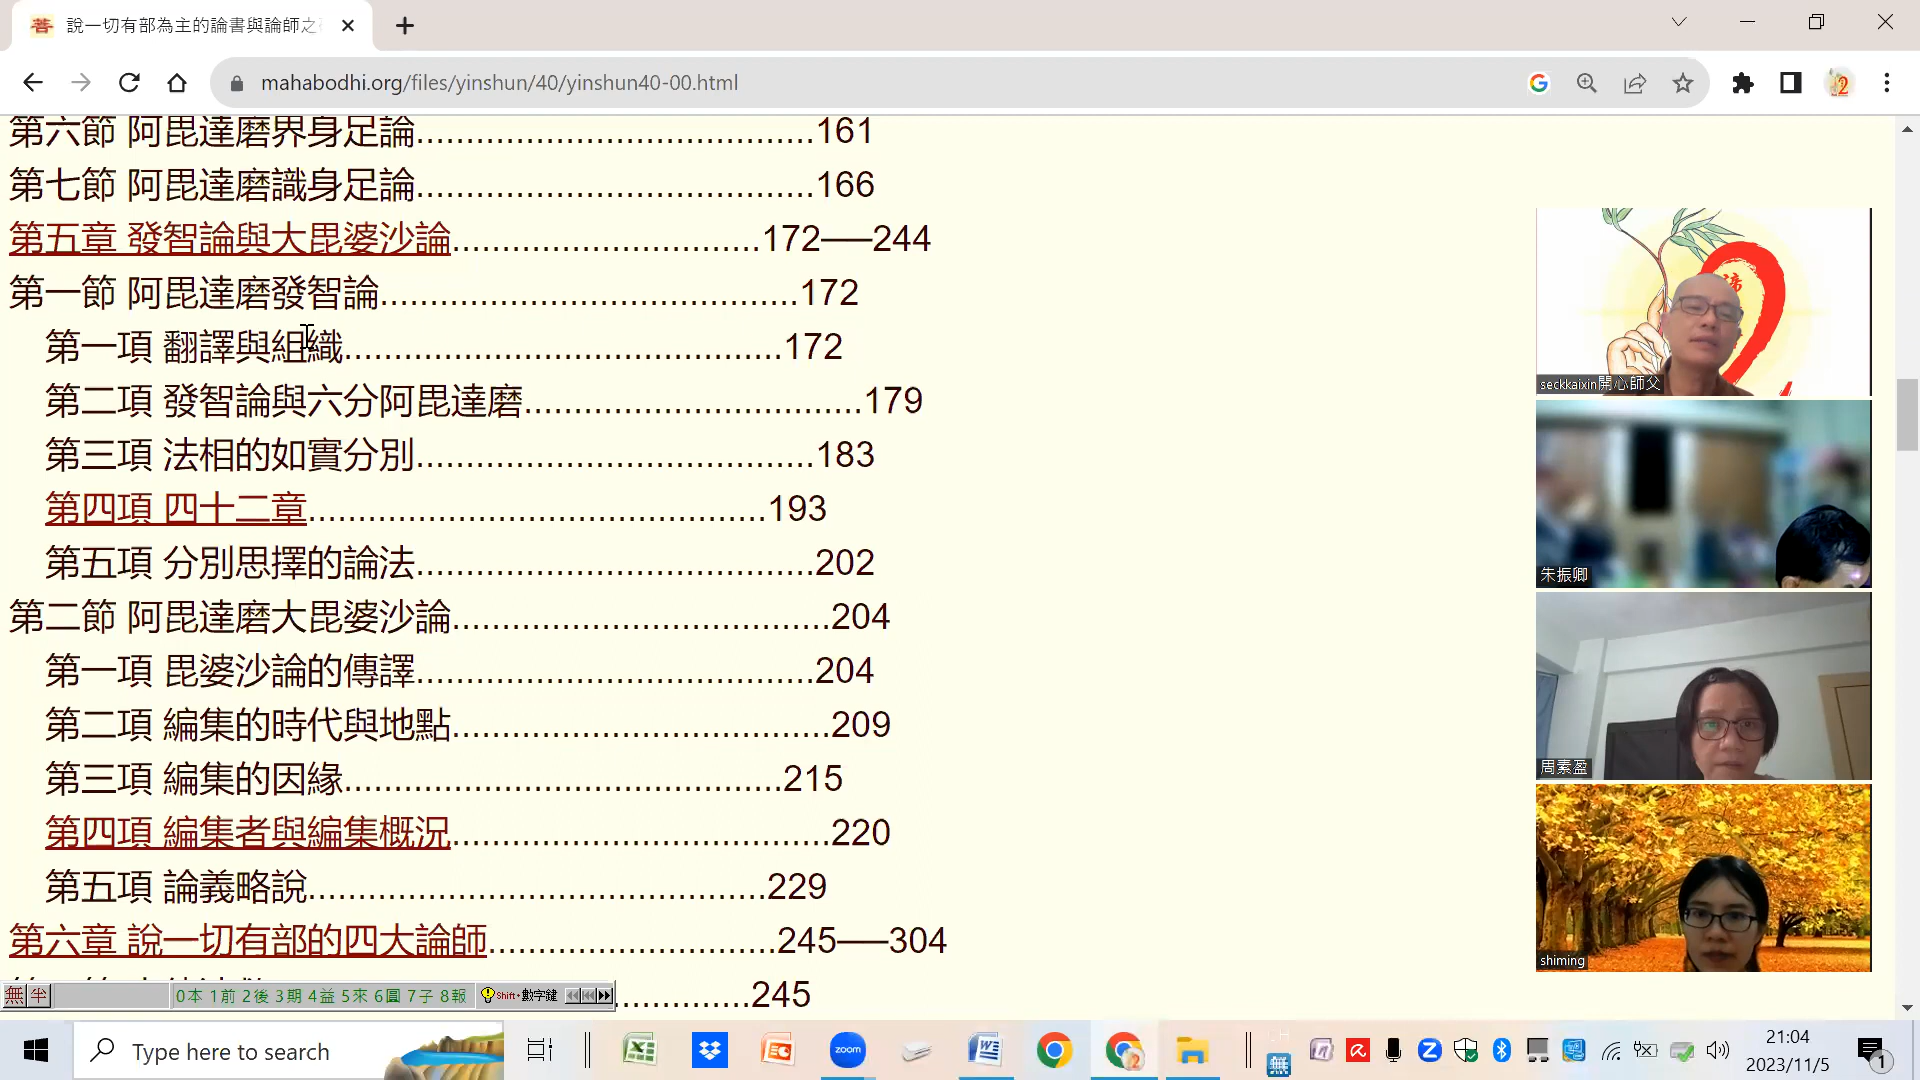 說一切有部為主的論書與論師之
mahabodhi.org/files/yinshun/40/yinshun40-00.html
第六節 阿毘達磨界身足論................................................161
第七節 阿毘達磨識身足論................................................166
第五章 發智論與大毘婆沙論.....................................172──244
第一節 阿毘達磨發智論..................................................172
第一項 翻譯與組織.....................................................172
第二項 發智論與六分阿毘達磨.........................................179
第三項 法相的如實分別................................................183
第四項 四十二章.......................................................193
第五項 分別思擇的論法................................................202
第二節 阿毘達磨大毘婆沙論..............................................204
第一項 毘婆沙論的傳譯................................................204
第二項 編集的時代與地點..............................................209
第三項 編集的因緣.....................................................215
第四項 編集者與編集概況..............................................220
第五項 論義略說.......................................................229
第六章 說一切有部的四大論師...................................245──304
................245
seckkaixin開心師父
朱振卿
周素盈
shiming
無 半
0本 1前 2後 3期 4益 5來 6圓 7子 8報
Shift+數字鍵
Type here to search
zoom
21:04
2023/11/5
1